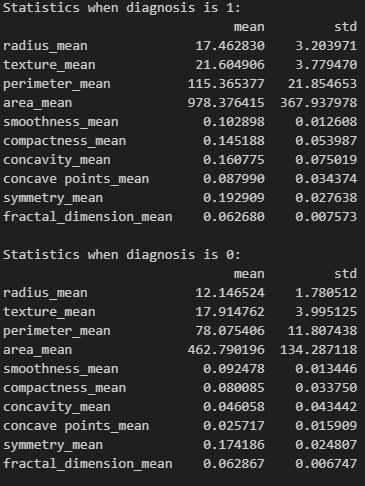 Statistics when diagnosis is 1:
mean std
radius_mean 17.462830 3.203971
texture_mean 21.604906 3.779470
perimeter_mean 115.365377 21.854653
area_mean 978.376415 367.937978
smoothness_mean 0.102898 0.012608
compactness_mean 0.145188 0.053987
concavity_mean 0.160775 0.075019
concave points_mean 0.087990 0.034374
symmetry_mean 0.192909 0.027638
fractal_dimension_mean 0.062680 0.007573
Statistics when diagnosis is 0:
mean std
radius_mean 12.146524 1.780512
texture_mean 17.914762 3.995125
perimeter_mean 78.075406 11.807438
area_mean 462.790196 134.287118
smoothness_mean 0.092478 0.013446
compactness_mean 0.080085 0.033750
concavity_mean 0.046058 0.043442
concave points_mean 0.025717 0.015909
symmetry_mean 0.174186 0.024807
fractal_dimension_mean 0.062867 0.006747